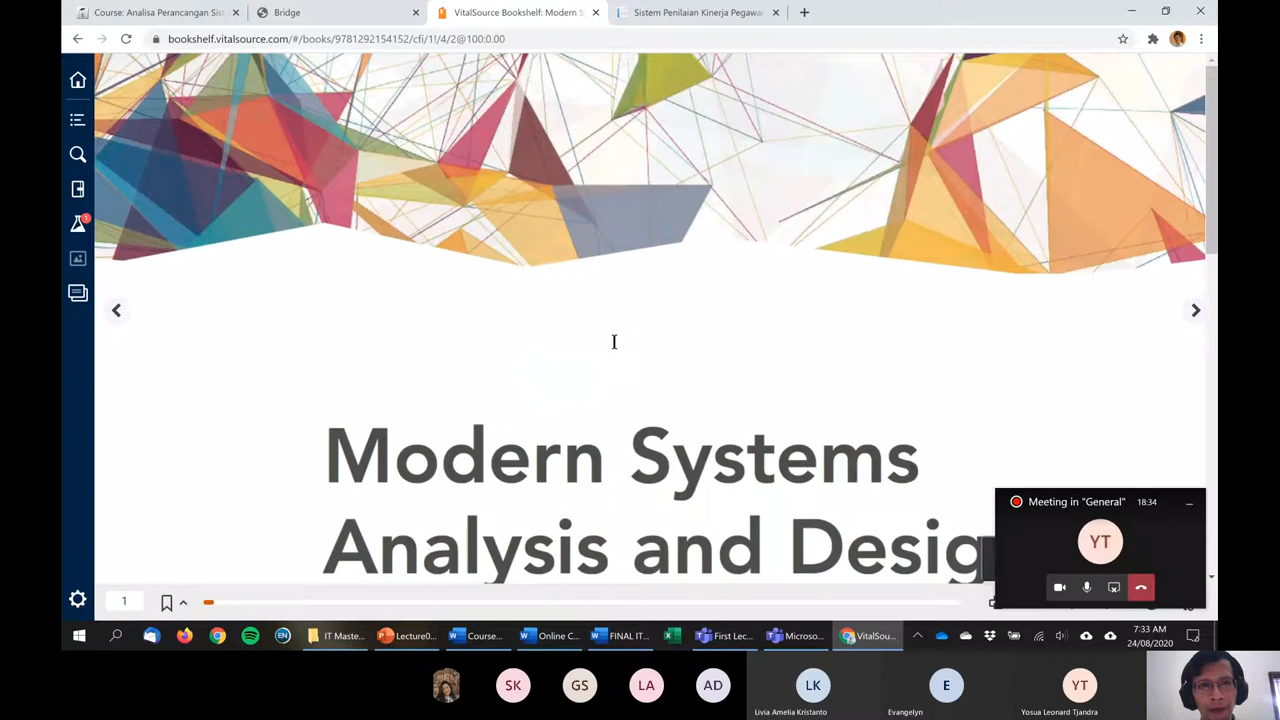 Course: Analisa Perancangan Sist
Bridge
VitalSource Bookshelf: Modern S
Sistem Penilaian Kinerja Pegawa
bookshelf.vitalsource.com/#/books/9781292154152/cfi/1!/4/2@100:0.00
1
Modern Systems
Analysis and Desig
Meeting in "General"
18:34
YT
1
IT Maste...
Lecture0...
Course...
Online C...
FINAL IT...
First Lec...
Microso...
VitalSou...
7:33 AM
24/08/2020
SK
GS
LA
AD
LK
E
YT
Livia Amelia Kristanto
Evangelyn
Yosua Leonard Tjandra